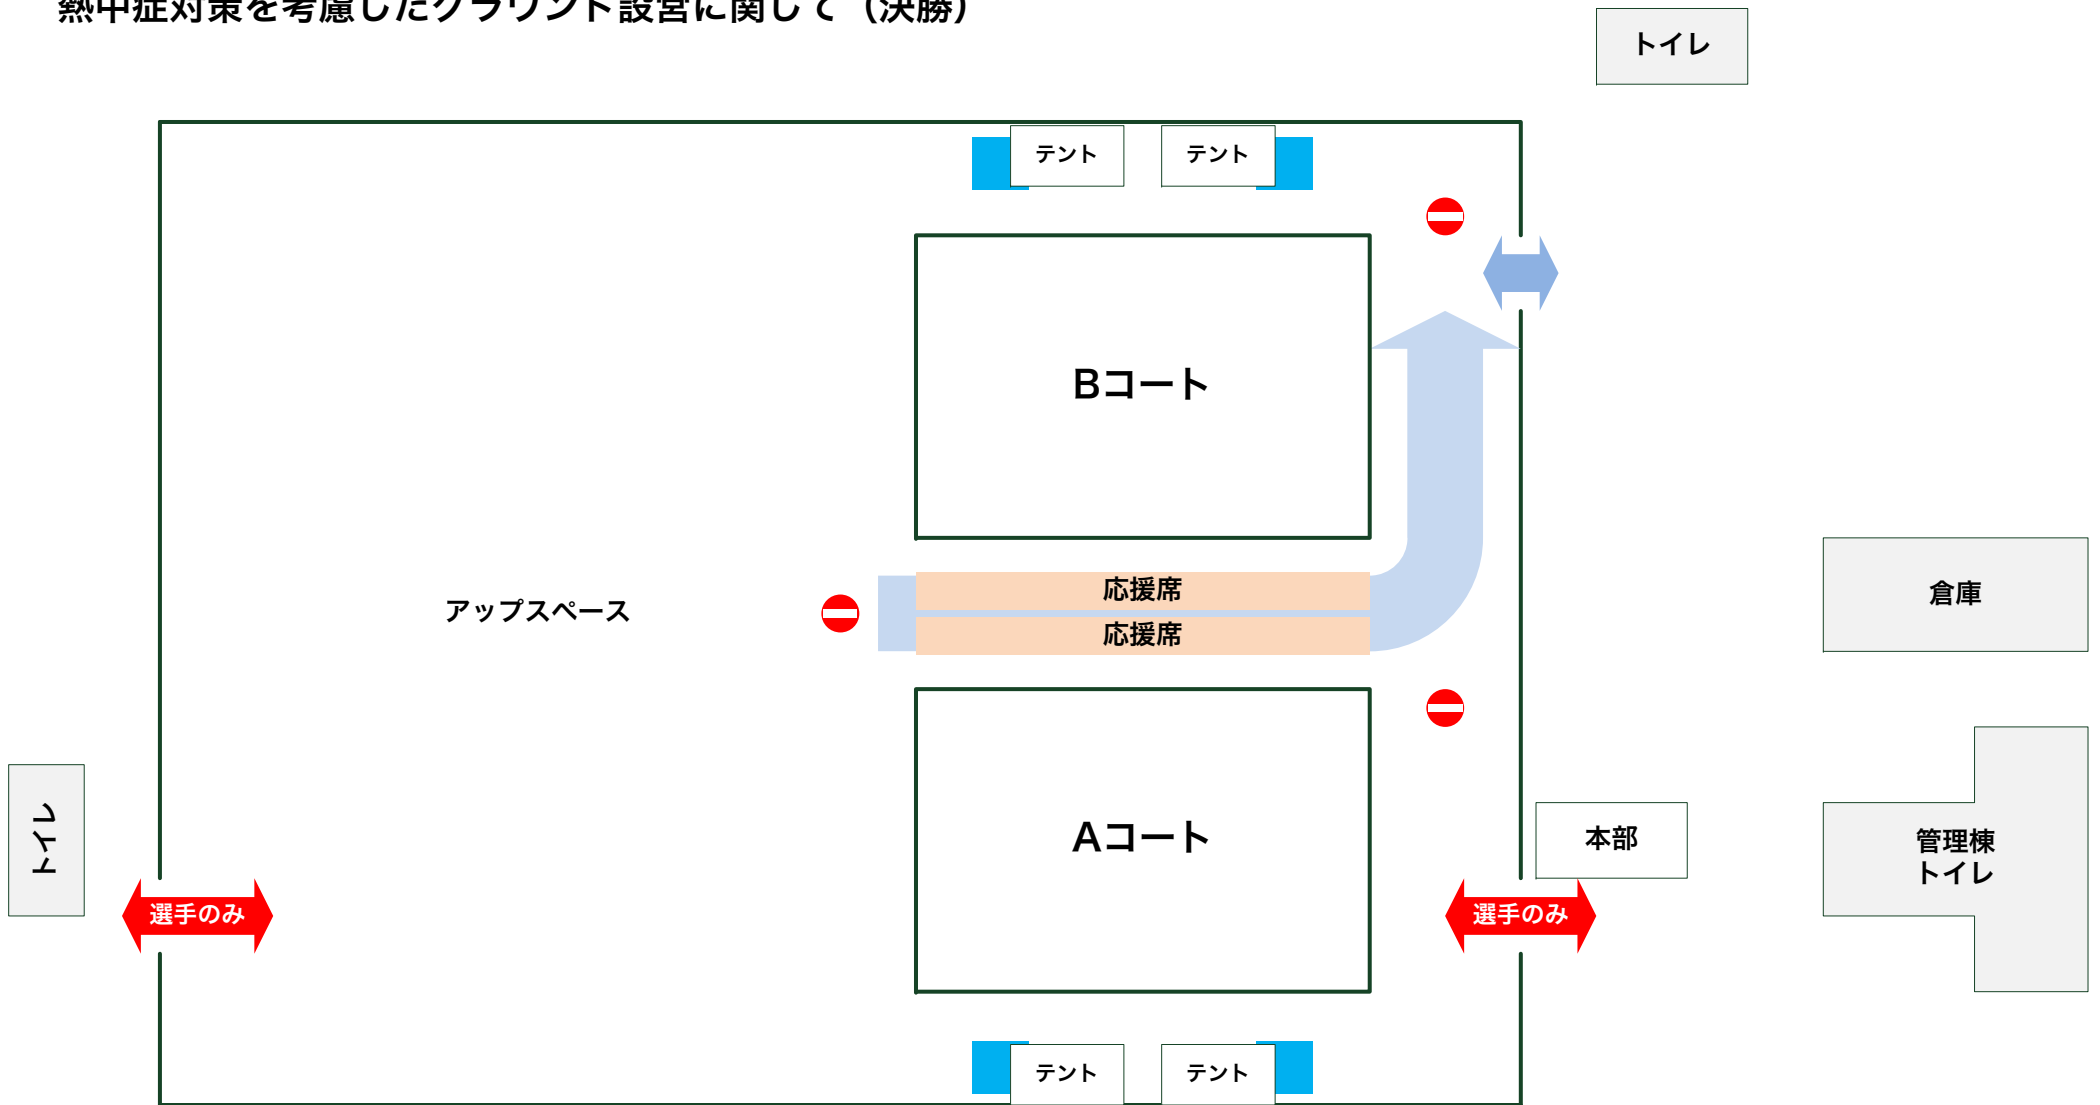 熱中症対策を考慮したグラウンド設営に関して（決勝）
トイレ
テント
テント
Bコート
応援席
応援席
アップスペース
倉庫
トイレ
Aコート
本部
管理棟
トイレ
選手のみ
選手のみ
テント
テント